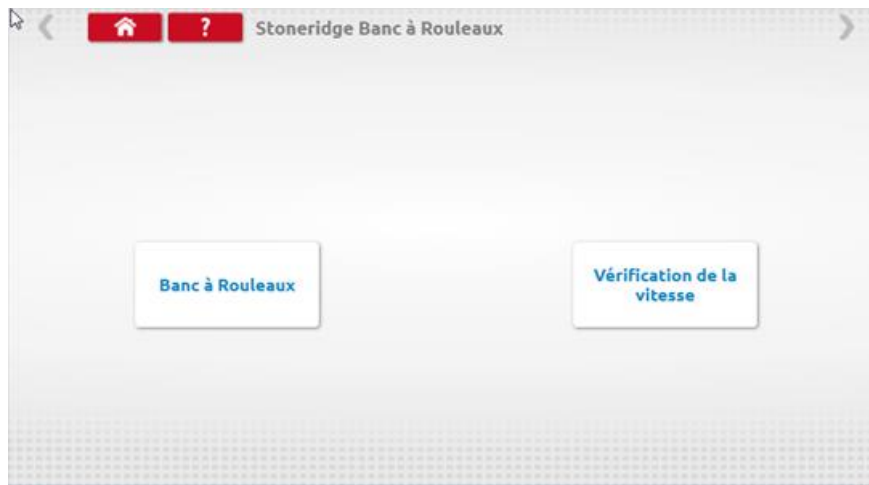 ? Stoneridge Banc à Rouleaux
Banc à Rouleaux
Vérification de la
vitesse